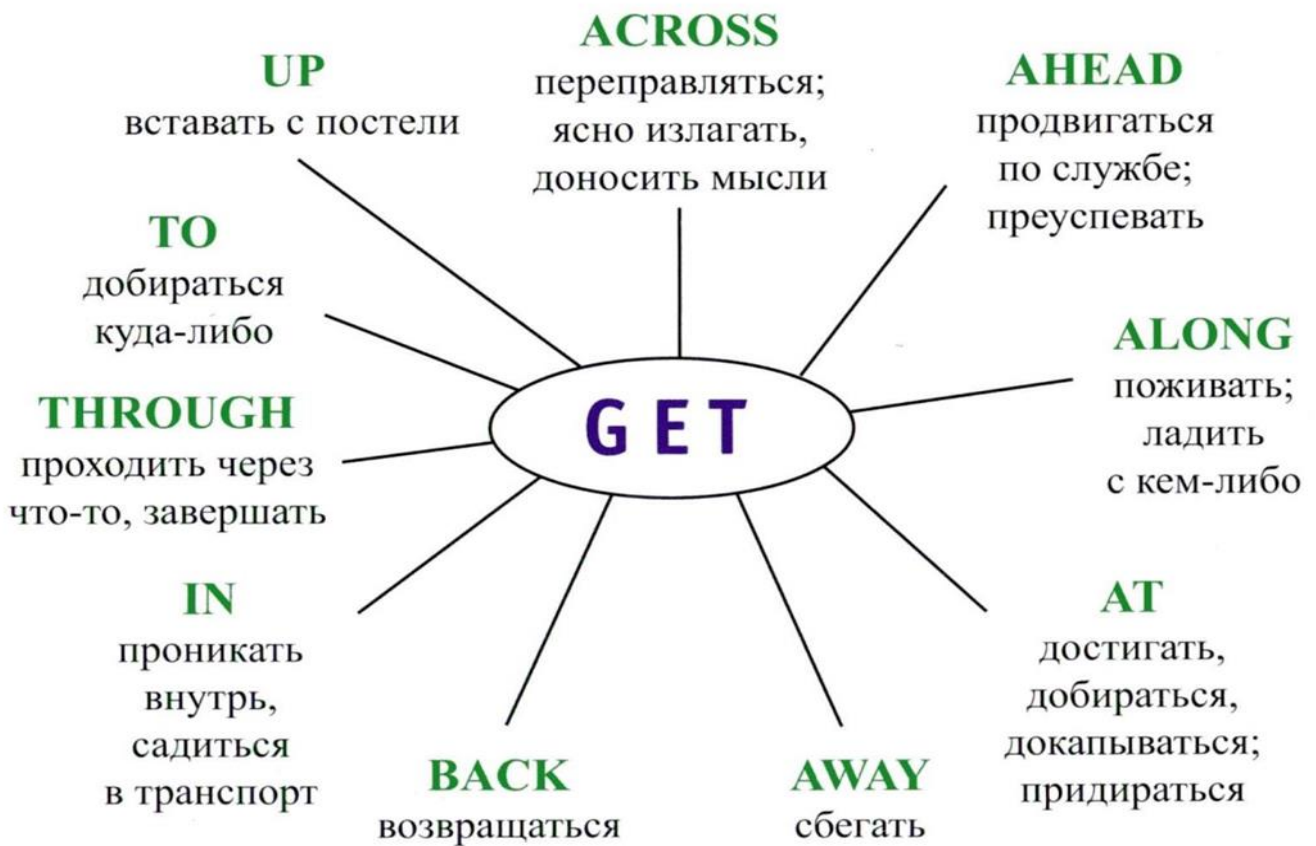 UP
вставать с постели
ACROSS
переправляться;
ясно излагать,
доносить мысли
AHEAD
продвигаться
по службе;
преуспевать
TO
добираться
куда-либо
ALONG
поживать;
ладить
с кем-либо
GET
THROUGH
проходить через
что-то, завершать
IN
проникать
внутрь,
садиться
в транспорт
BACK
возвращаться
AWAY
сбегать
AT
достигать,
добираться,
докапываться;
придираться